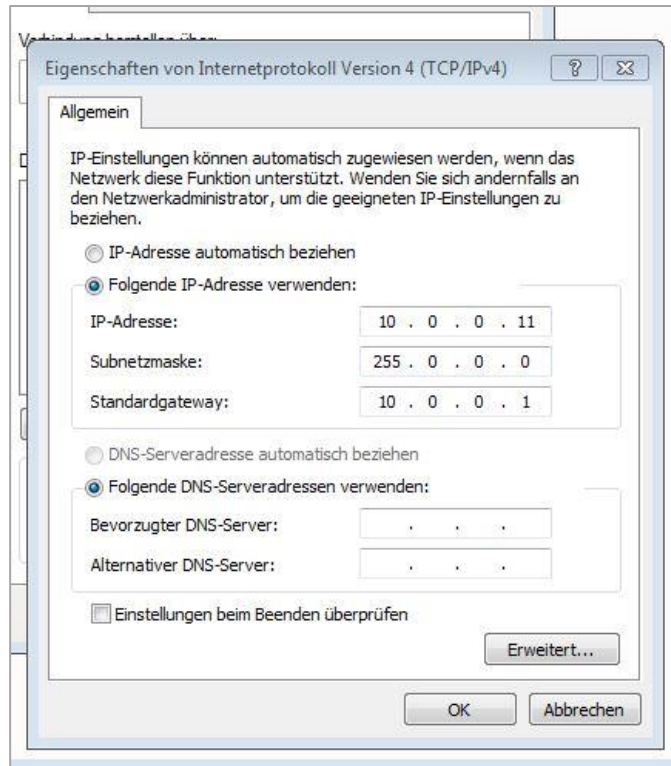 Verbindung herstellen über:
Eigenschaften von Internetprotokoll Version 4 (TCP/IPv4)
Allgemein
IP-Einstellungen können automatisch zugewiesen werden, wenn das
Netzwerk diese Funktion unterstützt. Wenden Sie sich andernfalls an
den Netzwerkadministrator, um die geeigneten IP-Einstellungen zu
beziehen.
IP-Adresse automatisch beziehen
Folgende IP-Adresse verwenden:
IP-Adresse: 10 . 0 . 0 . 11
Subnetzmaske: 255 . 0 . 0 . 0
Standardgateway: 10 . 0 . 0 . 1
DNS-Serveradresse automatisch beziehen
Folgende DNS-Serveradressen verwenden:
Bevorzugter DNS-Server: . . .
Alternativer DNS-Server: . . .
Einstellungen beim Beenden überprüfen
Erweitert...
OK Abbrechen